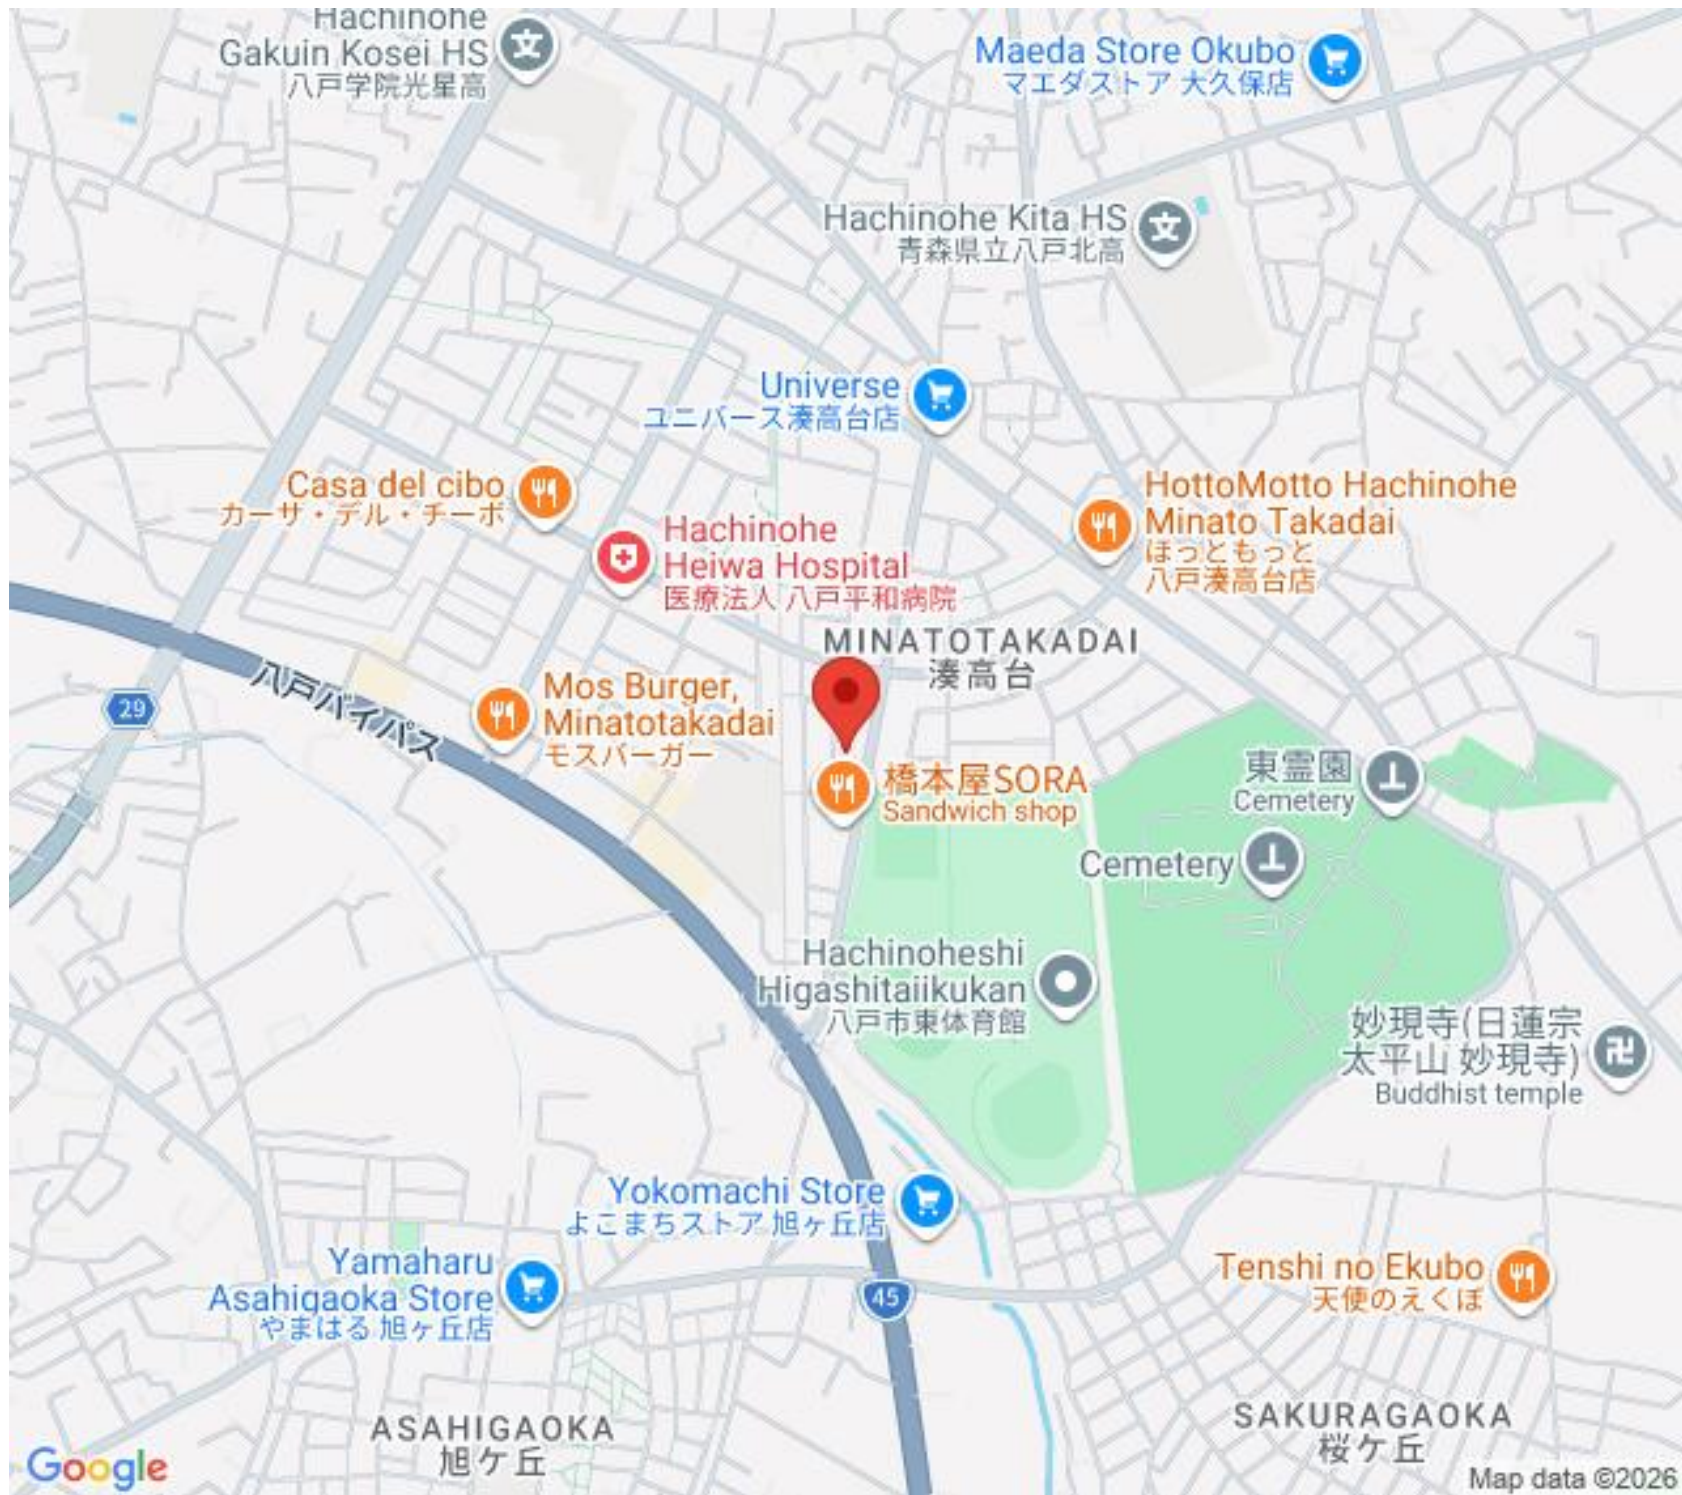 Hachinohe
Gakuin Kosei HS
八戸学院光星高
Maeda Store Okubo
マエダストア 大久保店
Hachinohe Kita HS
青森県立八戸北高
Universe
ユニバース湊高台店
Casa del cibo
カーサ・デル・チーボ
HottoMotto Hachinohe
Minato Takadai
ほっともっと
八戸湊高台店
Hachinohe
Heiwa Hospital
医療法人 八戸平和病院
MINATOTAKADAI
湊高台
29
八戸バイパス
Mos Burger,
Minatotakadai
モスバーガー
橋本屋SORA
Sandwich shop
東霊園
Cemetery
Cemetery
Hachinoheshi
Higashitaiikukan
八戸市東体育館
妙現寺(日蓮宗
太平山 妙現寺)
Buddhist temple
Yokomachi Store
よこまちストア 旭ヶ丘店
Yamaharu
Asahigaoka Store
やまはる 旭ヶ丘店
45
Tenshi no Ekubo
天使のえくぼ
ASAHIGAOKA
旭ケ丘
SAKURAGAOKA
桜ケ丘
Google
Map data ©2026